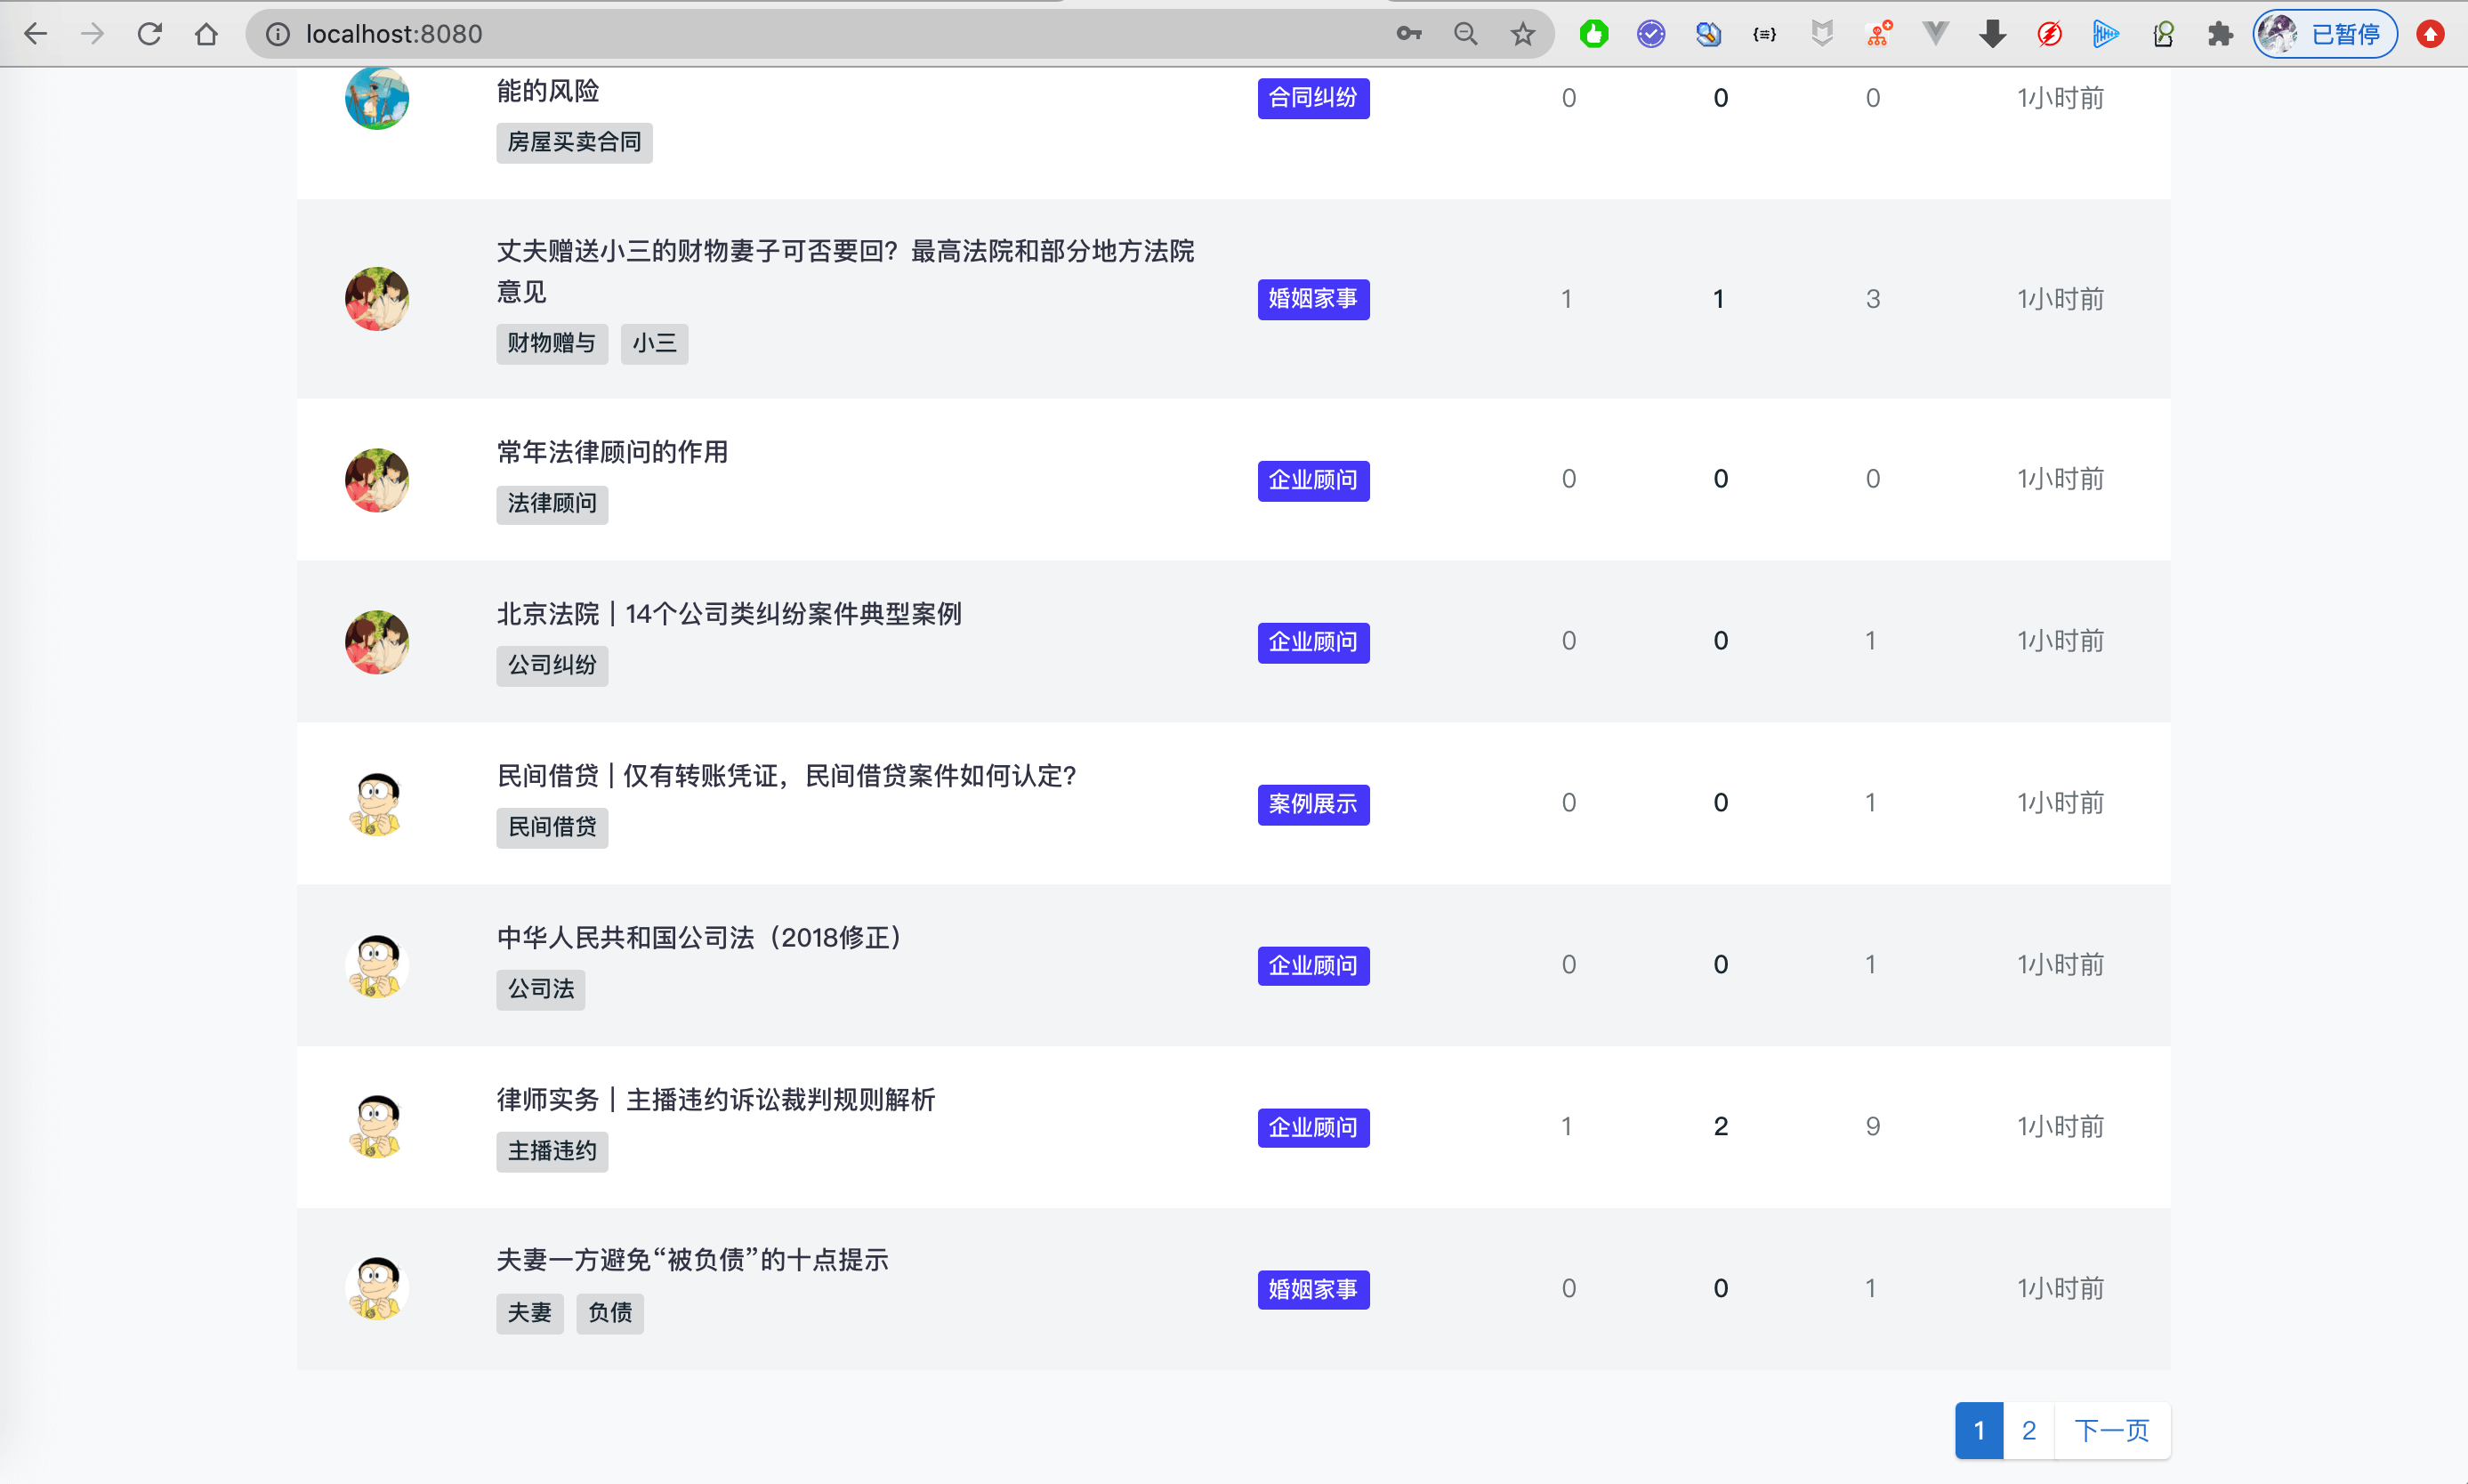 localhost:8080
已暂停
能的风险
房屋买卖合同
合同纠纷
0
0
0
1小时前
丈夫赠送小三的财物妻子可否要回？最高法院和部分地方法院
意见
财物赠与 小三
婚姻家事
1
1
3
1小时前
常年法律顾问的作用
法律顾问
企业顾问
0
0
0
1小时前
北京法院｜14个公司类纠纷案件典型案例
公司纠纷
企业顾问
0
0
1
1小时前
民间借贷 | 仅有转账凭证，民间借贷案件如何认定？
民间借贷
案例展示
0
0
1
1小时前
中华人民共和国公司法（2018修正）
公司法
企业顾问
0
0
1
1小时前
律师实务｜主播违约诉讼裁判规则解析
主播违约
企业顾问
1
2
9
1小时前
夫妻一方避免“被负债”的十点提示
夫妻 负债
婚姻家事
0
0
1
1小时前
1 2 下一页